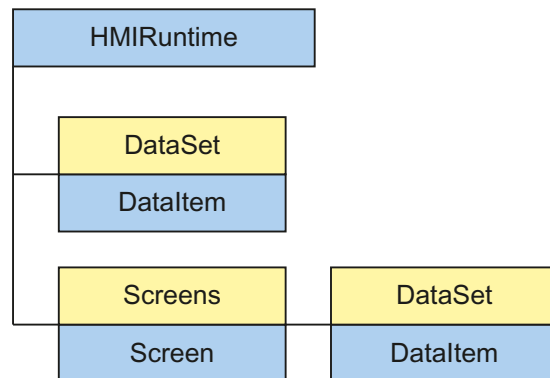 HMIRuntime
DataSet
DataItem
Screens DataSet
Screen DataItem